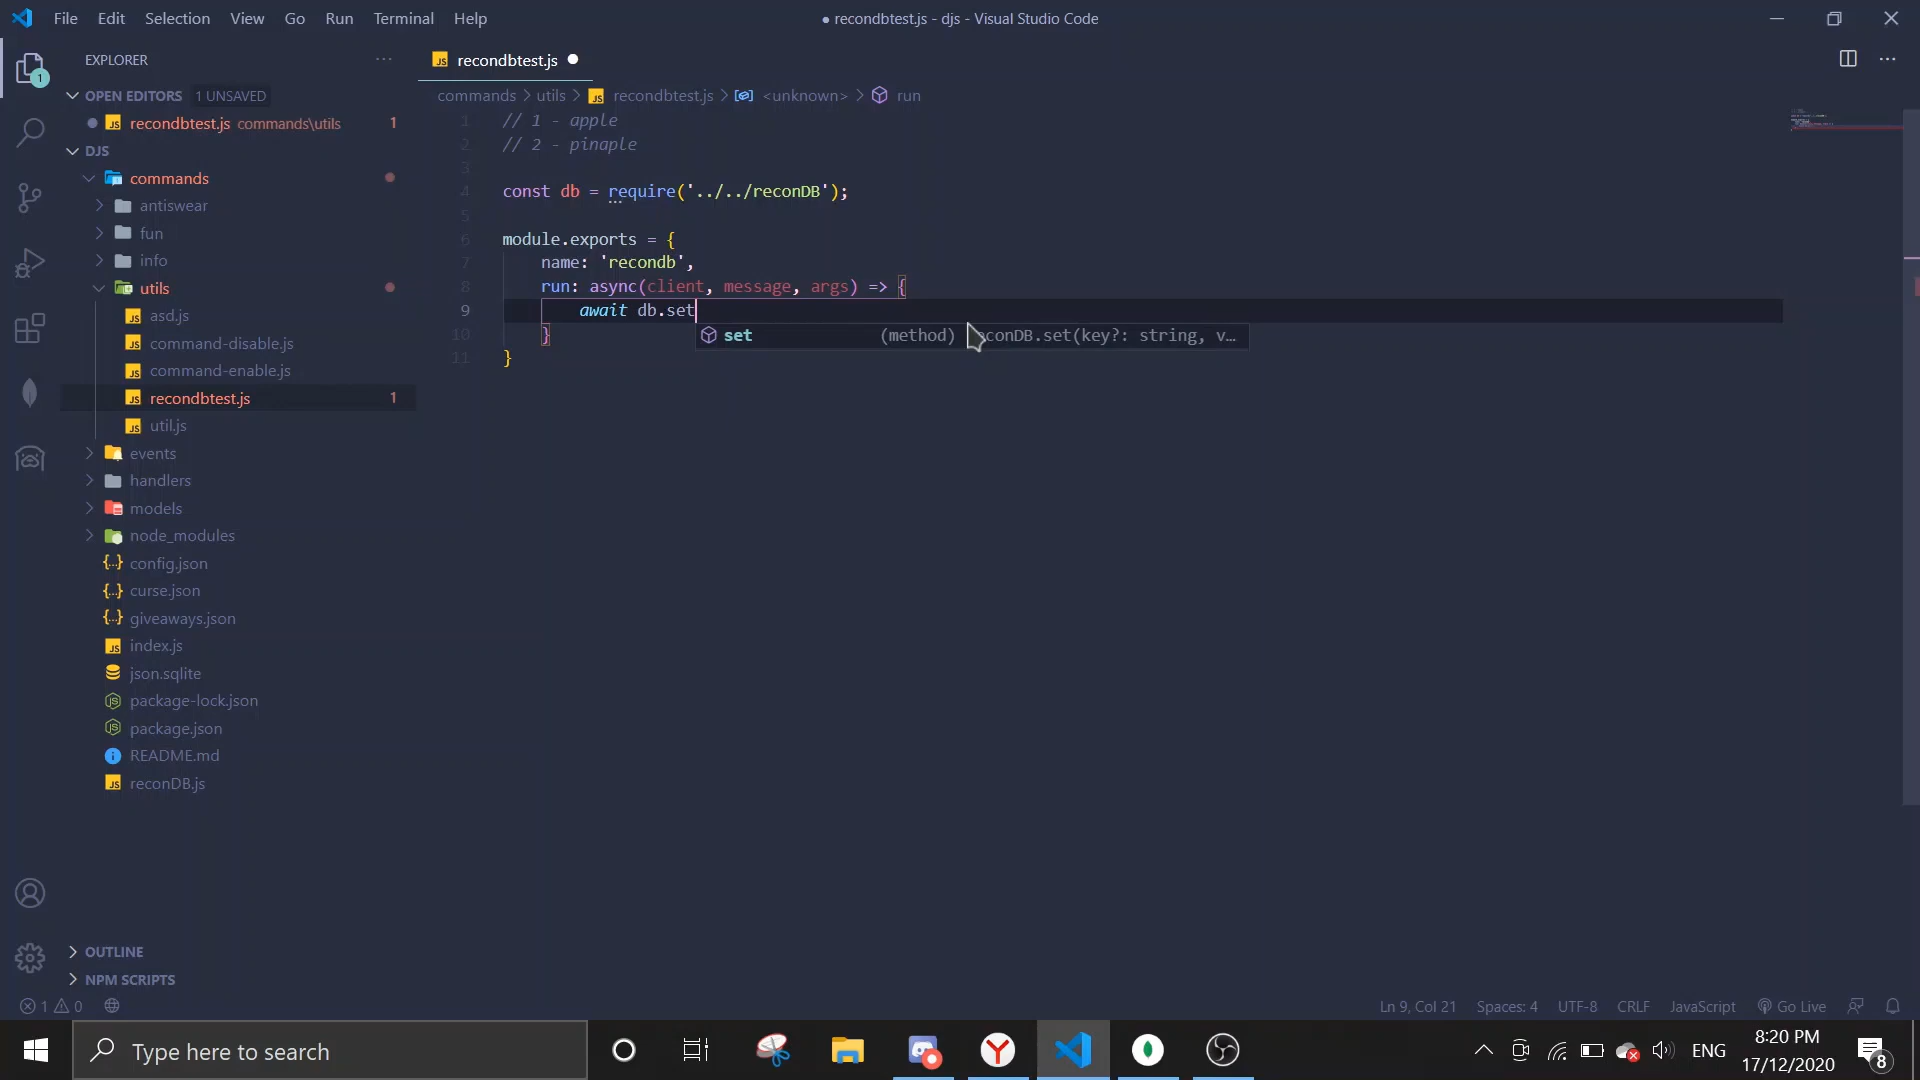 File Edit Selection View Go Run Terminal Help
● recondbtest.js - djs - Visual Studio Code
EXPLORER
OPEN EDITORS 1 UNSAVED
recondbtest.js commands\utils 1
DJS
commands
antiswear
fun
info
utils
asd.js
command-disable.js
command-enable.js
recondbtest.js 1
util.js
events
handlers
models
node_modules
config.json
curse.json
giveaways.json
index.js
json.sqlite
package-lock.json
package.json
README.md
reconDB.js
OUTLINE
NPM SCRIPTS
recondbtest.js
commands > utils > recondbtest.js > <unknown> > run
1 // 1 - apple
2 // 2 - pinaple
3
4 const db = require('../../reconDB');
5
6 module.exports = {
7 name: 'recondb',
8 run: async(client, message, args) => {
9 await db.set
set (method) reconDB.set(key?: string, v…
10 }
11 }
1 0
Ln 9, Col 21 Spaces: 4 UTF-8 CRLF JavaScript Go Live
Type here to search
ENG
8:20 PM
17/12/2020
8